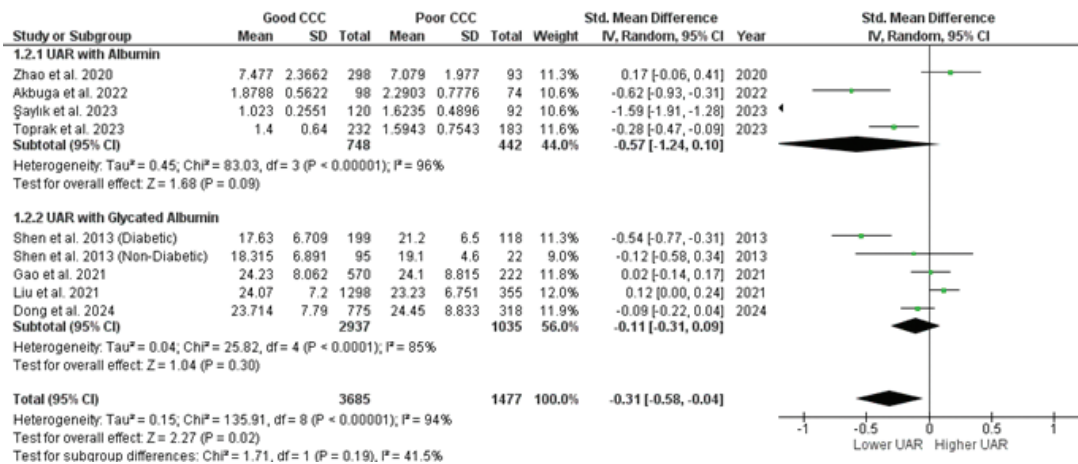 Good CCC Poor CCC Std. Mean Difference Std. Mean Difference
Study or Subgroup Mean SD Total Mean SD Total Weight IV, Random, 95% CI Year IV, Random, 95% CI
1.2.1 UAR with Albumin
Zhao et al. 2020 7.477 2.3662 298 7.079 1.977 93 11.3% 0.17 [-0.06, 0.41] 2020
Akbuga et al. 2022 1.8788 0.5622 98 2.2903 0.7776 74 10.6% -0.62 [-0.93, -0.31] 2022
Şaylık et al. 2023 1.023 0.2551 120 1.6235 0.4896 92 10.6% -1.59 [-1.91, -1.28] 2023
Toprak et al. 2023 1.4 0.64 232 1.5943 0.7543 183 11.5% -0.28 [-0.47, -0.09] 2023
Subtotal (95% CI) 748 442 44.0% -0.57 [-1.24, 0.10]
Heterogeneity: Tau² = 0.45; Chi² = 83.03, df = 3 (P < 0.00001); I² = 96%
Test for overall effect: Z = 1.68 (P = 0.09)
1.2.2 UAR with Glycated Albumin
Shen et al. 2013 (Diabetic) 17.63 6.709 199 21.2 6.5 118 11.3% -0.54 [-0.77, -0.31] 2013
Shen et al. 2013 (Non-Diabetic) 18.315 6.891 95 19.1 4.6 22 9.0% -0.12 [-0.58, 0.34] 2013
Gao et al. 2021 24.23 8.062 570 24.1 8.815 222 11.8% 0.02 [-0.14, 0.17] 2021
Liu et al. 2021 24.07 7.2 1298 23.23 6.751 355 12.0% 0.12 [0.00, 0.24] 2021
Dong et al. 2024 23.714 7.79 775 24.45 8.833 318 11.9% -0.09 [-0.22, 0.04] 2024
Subtotal (95% CI) 2937 1035 56.0% -0.11 [-0.31, 0.09]
Heterogeneity: Tau² = 0.04; Chi² = 25.82, df = 4 (P < 0.0001); I² = 85%
Test for overall effect: Z = 1.04 (P = 0.30)
Total (95% CI) 3685 1477 100.0% -0.31 [-0.58, -0.04]
Heterogeneity: Tau² = 0.15; Chi² = 135.91, df = 8 (P < 0.00001); I² = 94%
Test for overall effect: Z = 2.27 (P = 0.02)
Test for subgroup differences: Chi² = 1.71, df = 1 (P = 0.19), I² = 41.5%
-1 -0.5 0 0.5 1
Lower UAR Higher UAR